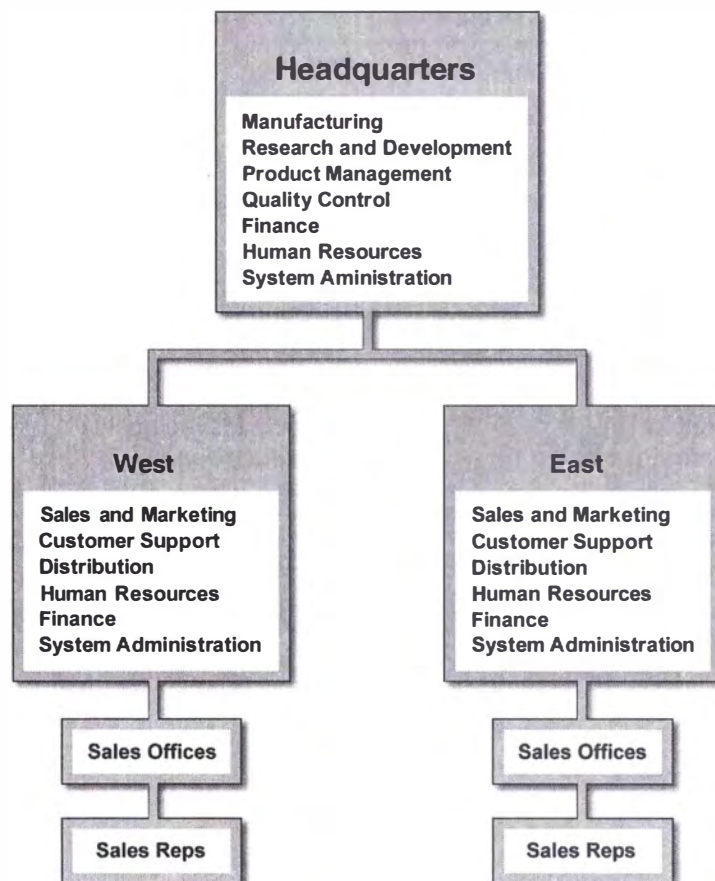 Headquarters
Manufacturing
Research and Development
Product Management
Quality Control
Finance
Human Resources
System Aministration
West
Sales and Marketing
Customer Support
Distribution
Human Resources
Finance
System Administration
East
Sales and Marketing
Customer Support
Distribution
Human Resources
Finance
System Administration
Sales Offices
Sales Offices
Sales Reps
Sales Reps